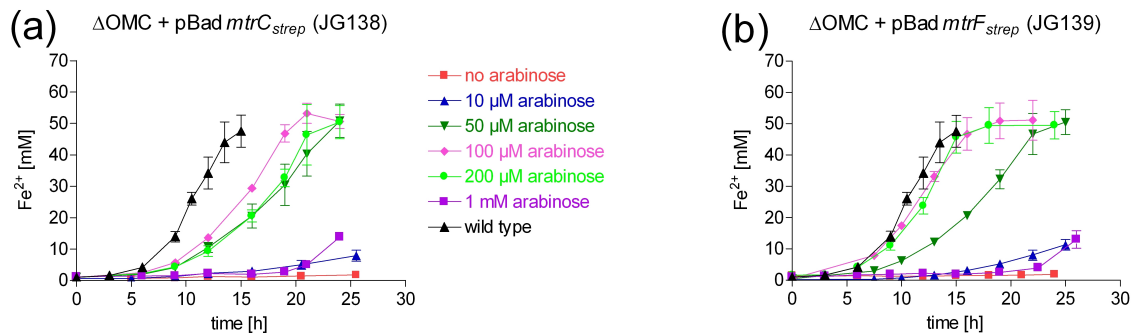 (a)
ΔOMC + pBad mtrC_strep (JG138)
70
60
50
40
30
20
10
0
Fe²⁺ [mM]
0 5 10 15 20 25 30
time [h]
no arabinose
10 µM arabinose
50 µM arabinose
100 µM arabinose
200 µM arabinose
1 mM arabinose
wild type
(b)
ΔOMC + pBad mtrF_strep (JG139)
70
60
50
40
30
20
10
0
Fe²⁺ [mM]
0 5 10 15 20 25 30
time [h]